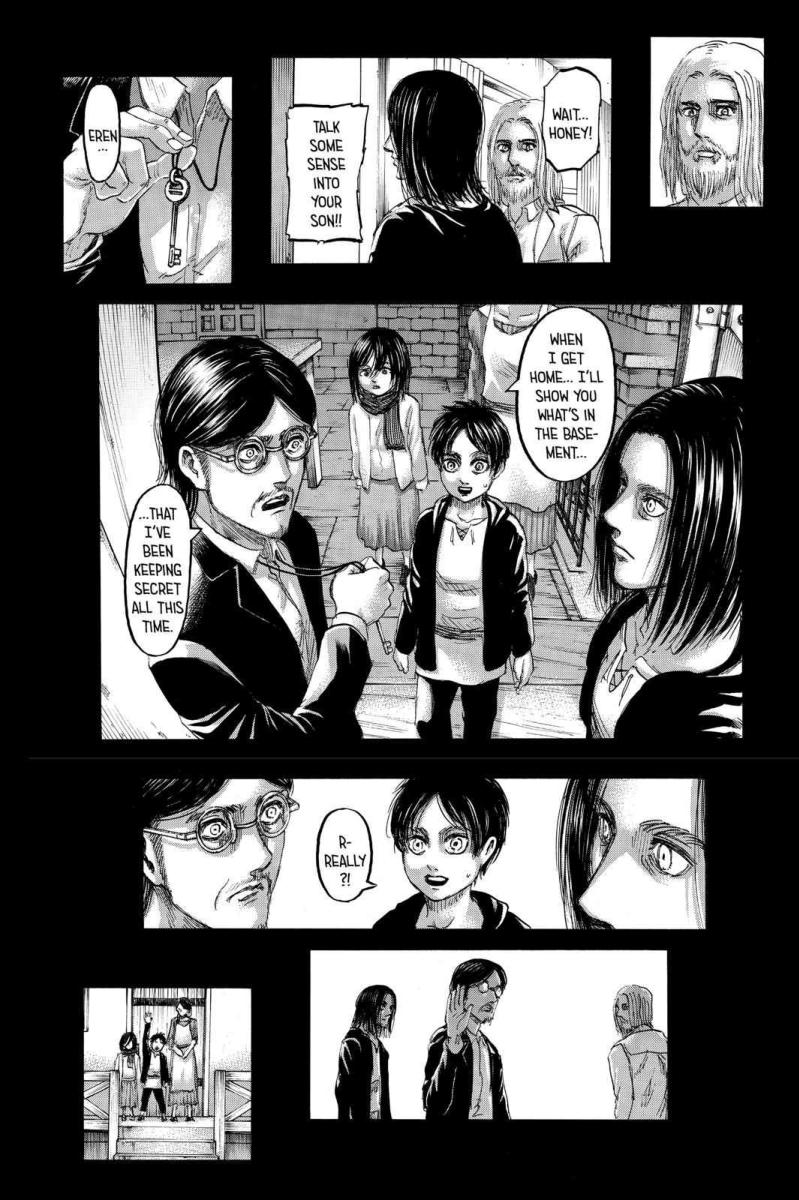 WAIT...
HONEY!
TALK
SOME
SENSE
INTO
YOUR
SON!!
EREN
...
WHEN
I GET
HOME... I'LL
SHOW YOU
WHAT'S IN
THE BASE-
MENT...
...THAT
I'VE
BEEN
KEEPING
SECRET
ALL THIS
TIME.
R-
REALLY
?!